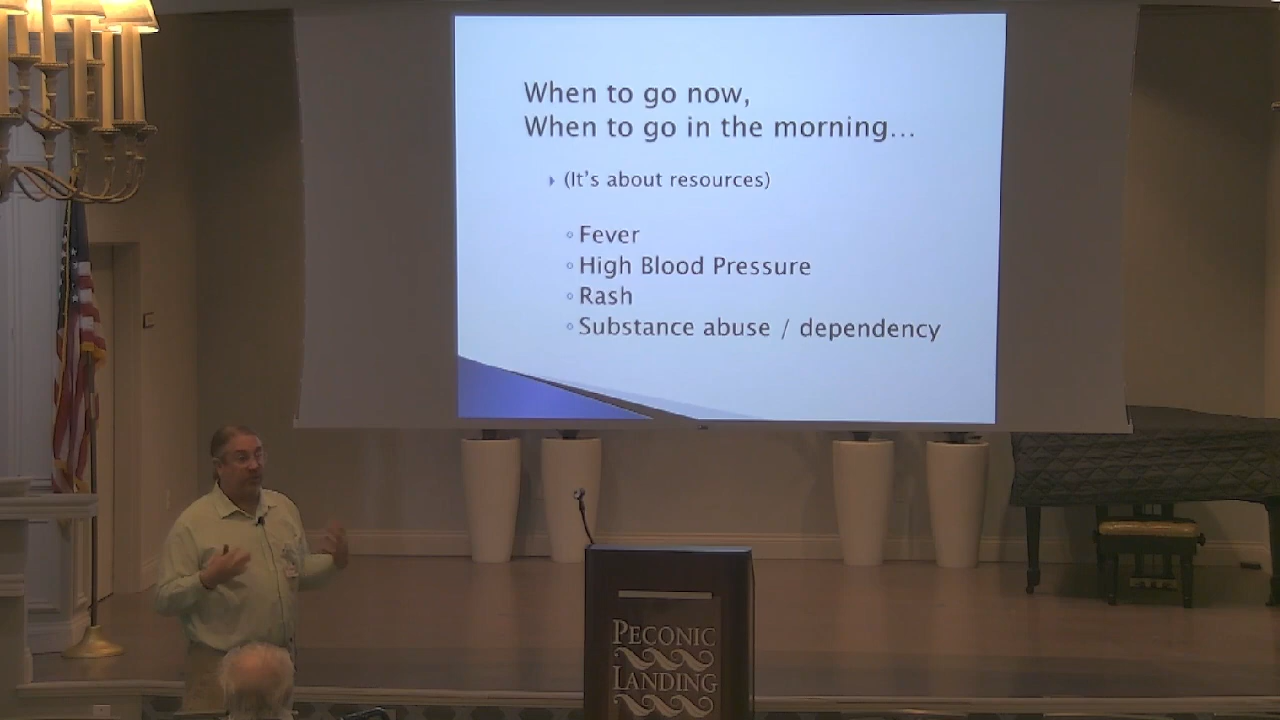 When to go now,
When to go in the morning...
(It's about resources)
Fever
High Blood Pressure
Rash
Substance abuse / dependency
PECONIC
LANDING